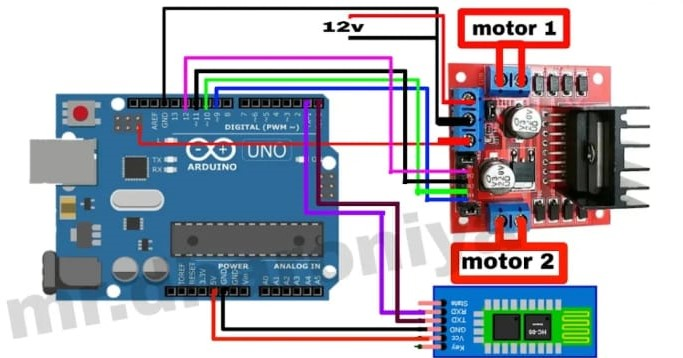 motor 1
12v
AREF
GND
13
12
~11
~10
~9
8
7
~6
~5
4
~3
2
DIGITAL (PWM ~)
TX
RX
UNO
ARDUINO
IOREF
RESET
3.3V
5V
GND
GND
Vin
POWER
A0
A1
A2
A3
A4
A5
ANALOG IN
motor 2
State
RXD
TXD
GND
Vcc
Key
HC-05